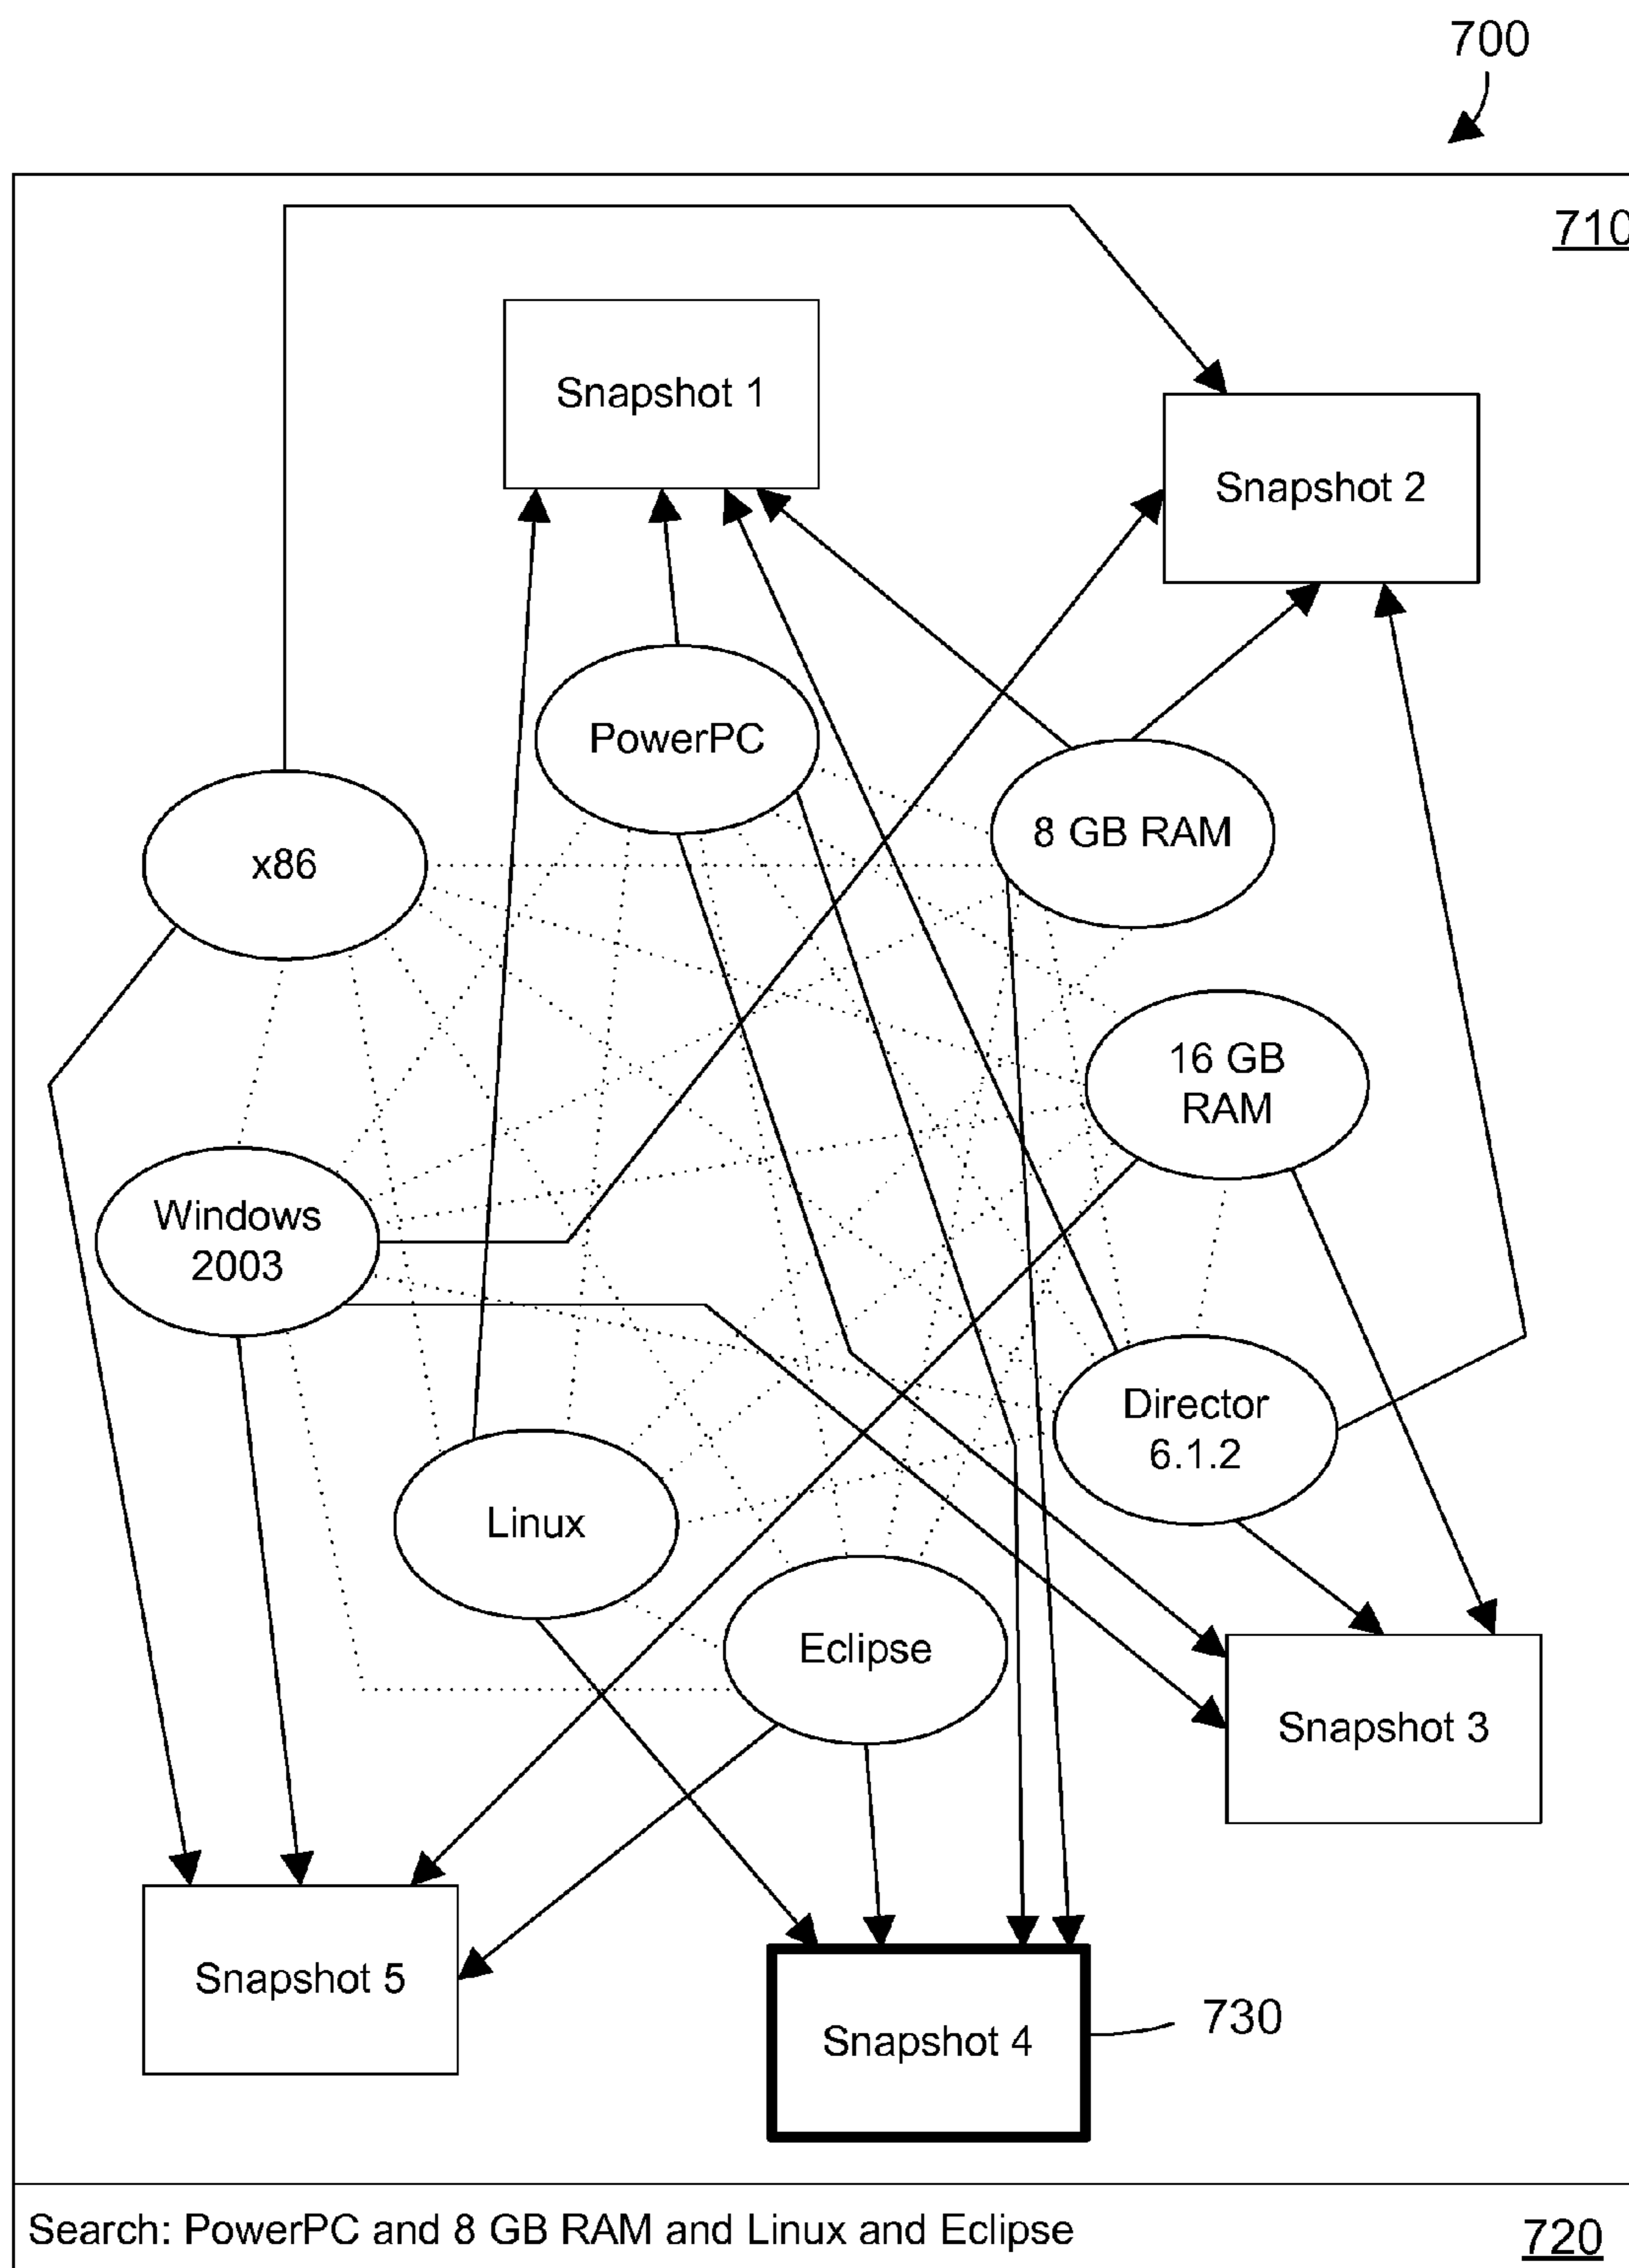 700
710
Snapshot 1
Snapshot 2
PowerPC
8 GB RAM
x86
16 GB
RAM
Windows
2003
Director
6.1.2
Linux
Eclipse
Snapshot 3
Snapshot 5
730
Snapshot 4
Search: PowerPC and 8 GB RAM and Linux and Eclipse
720